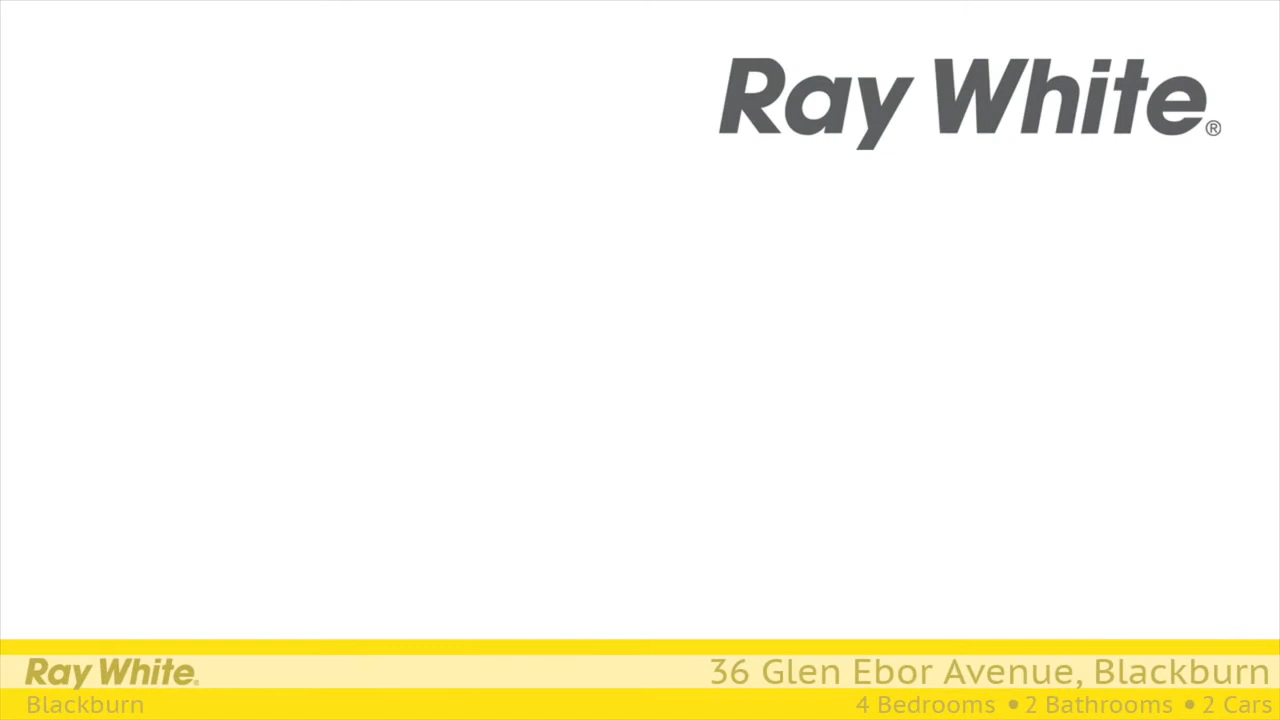 Ray White®
Ray White®
36 Glen Ebor Avenue, Blackburn
Blackburn
4 Bedrooms • 2 Bathrooms • 2 Cars